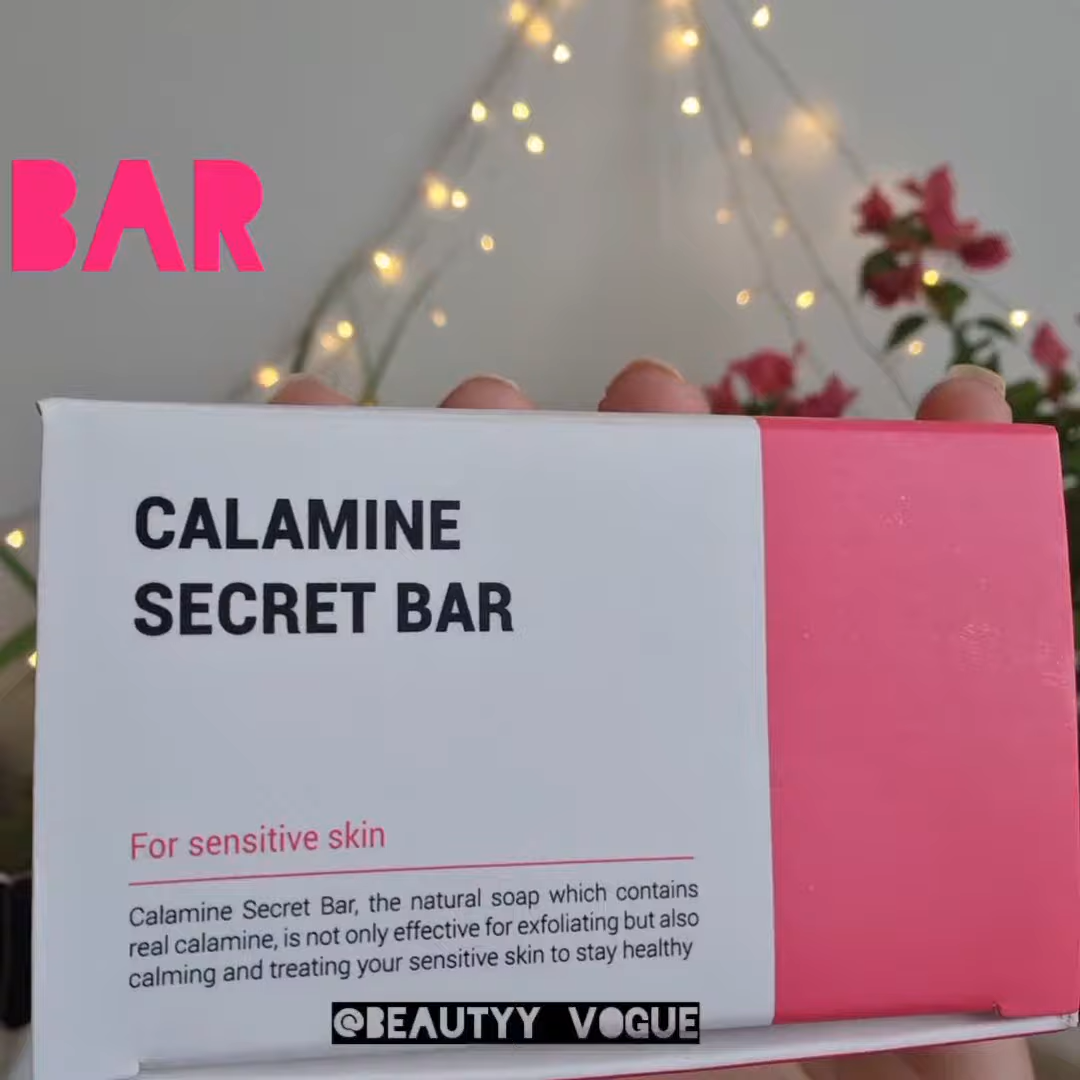 BAR
CALAMINE
SECRET BAR
For sensitive skin
Calamine Secret Bar, the natural soap which contains
real calamine, is not only effective for exfoliating but also
calming and treating your sensitive skin to stay healthy
@BEAUTYY VOGUE